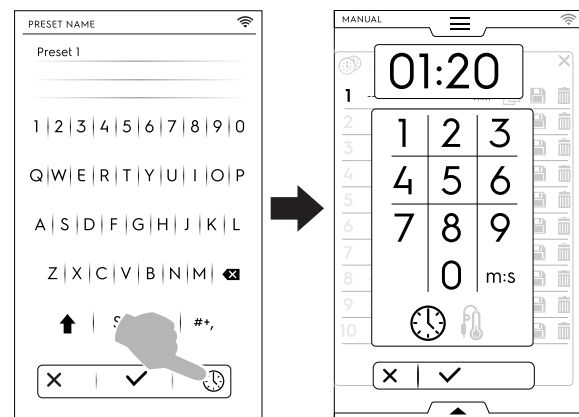 PRESET NAME
Preset 1
1 2 3 4 5 6 7 8 9 0
Q W E R T Y U I O P
A S D F G H J K L
Z X C V B N M
S #+,
MANUAL
01:20
1
2
3
4
5
6
7
8
9
10
1 2 3
4 5 6
7 8 9
0 m:s